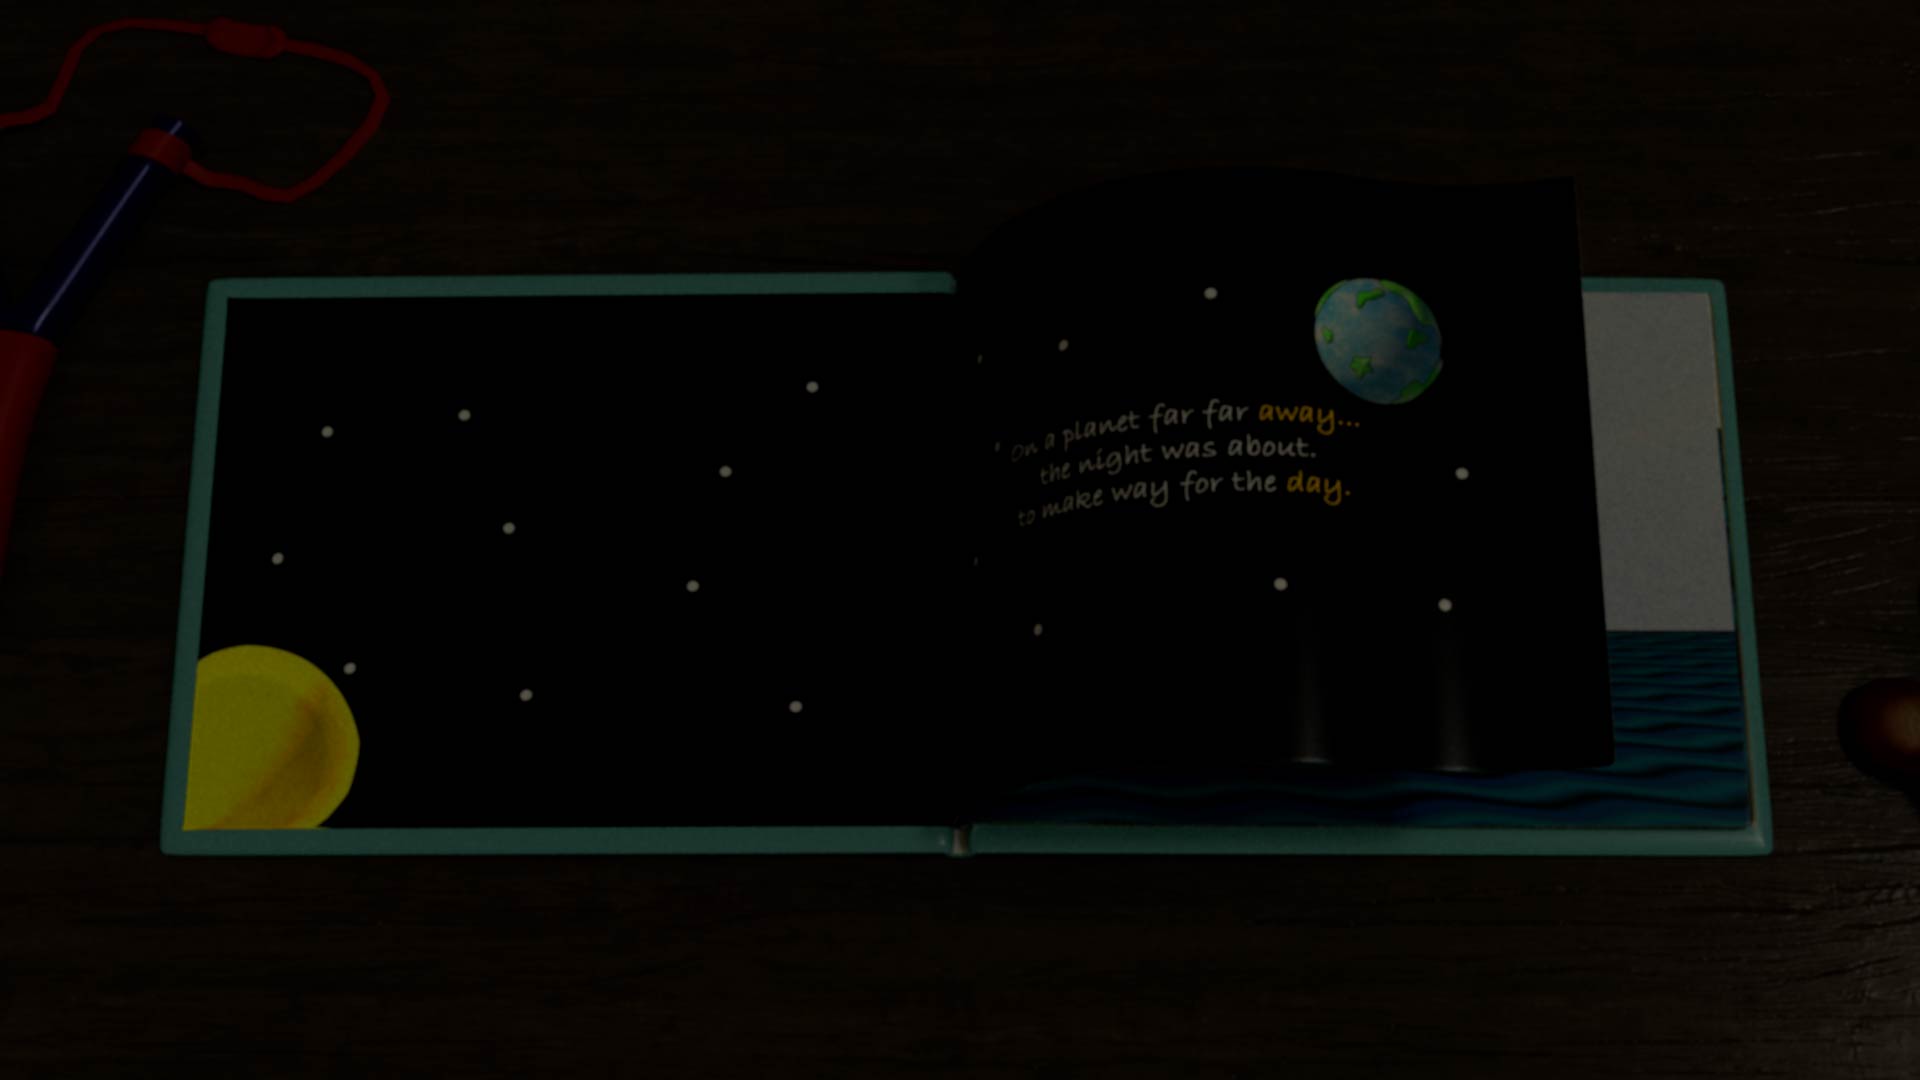 On a planet far far away...
the night was about.
to make way for the day.